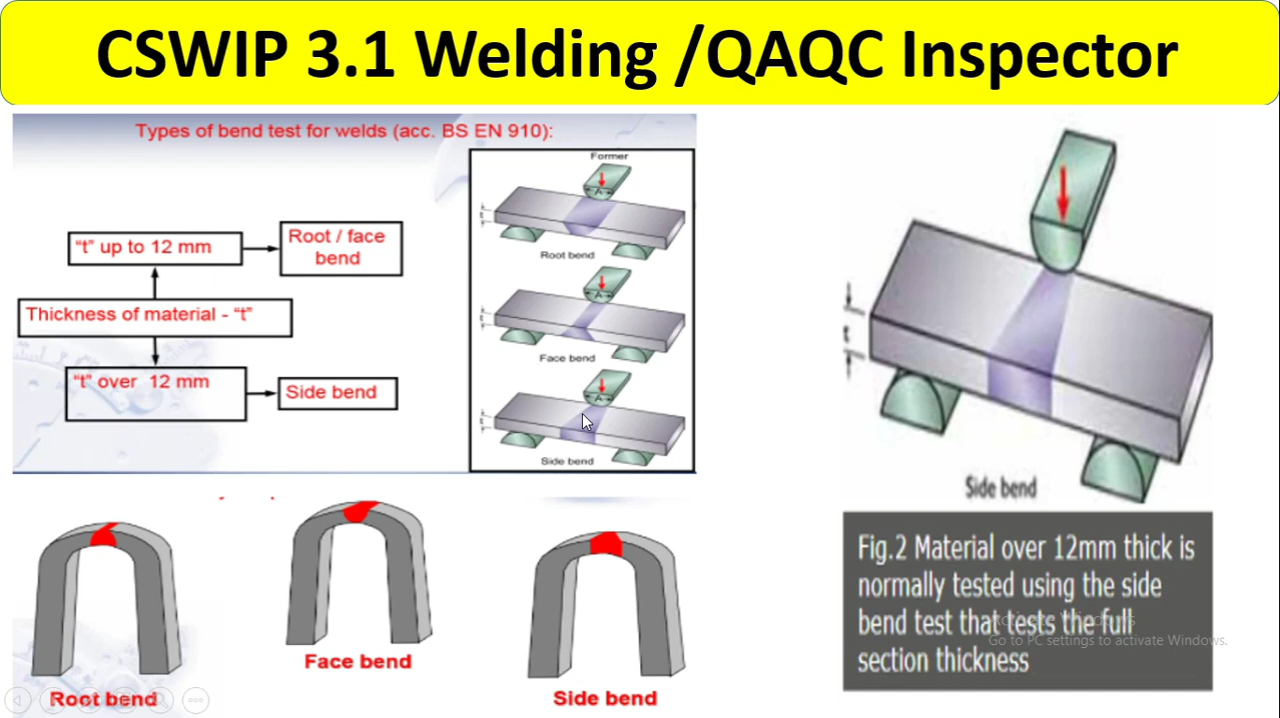 CSWIP 3.1 Welding /QAQC Inspector
Types of bend test for welds (acc. BS EN 910):
“t” up to 12 mm
Root / face
bend
Thickness of material - “t”
“t” over 12 mm
Side bend
Former
A
t
Root bend
A
t
Face bend
A
t
Side bend
t
Side bend
Fig.2 Material over 12mm thick is
normally tested using the side
bend test that tests the full
section thickness
Go to PC settings to activate Windows.
Root bend
Face bend
Side bend